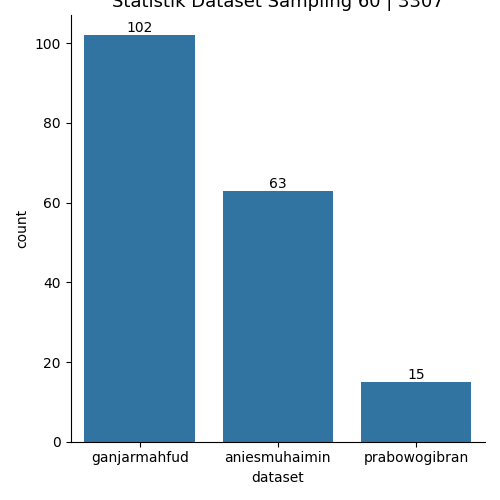 Statistik Dataset Sampling 60 | 3307
102
100
80
63
60
count
40
20
15
0
ganjarmahfud aniesmuhaimin prabowogibran
dataset